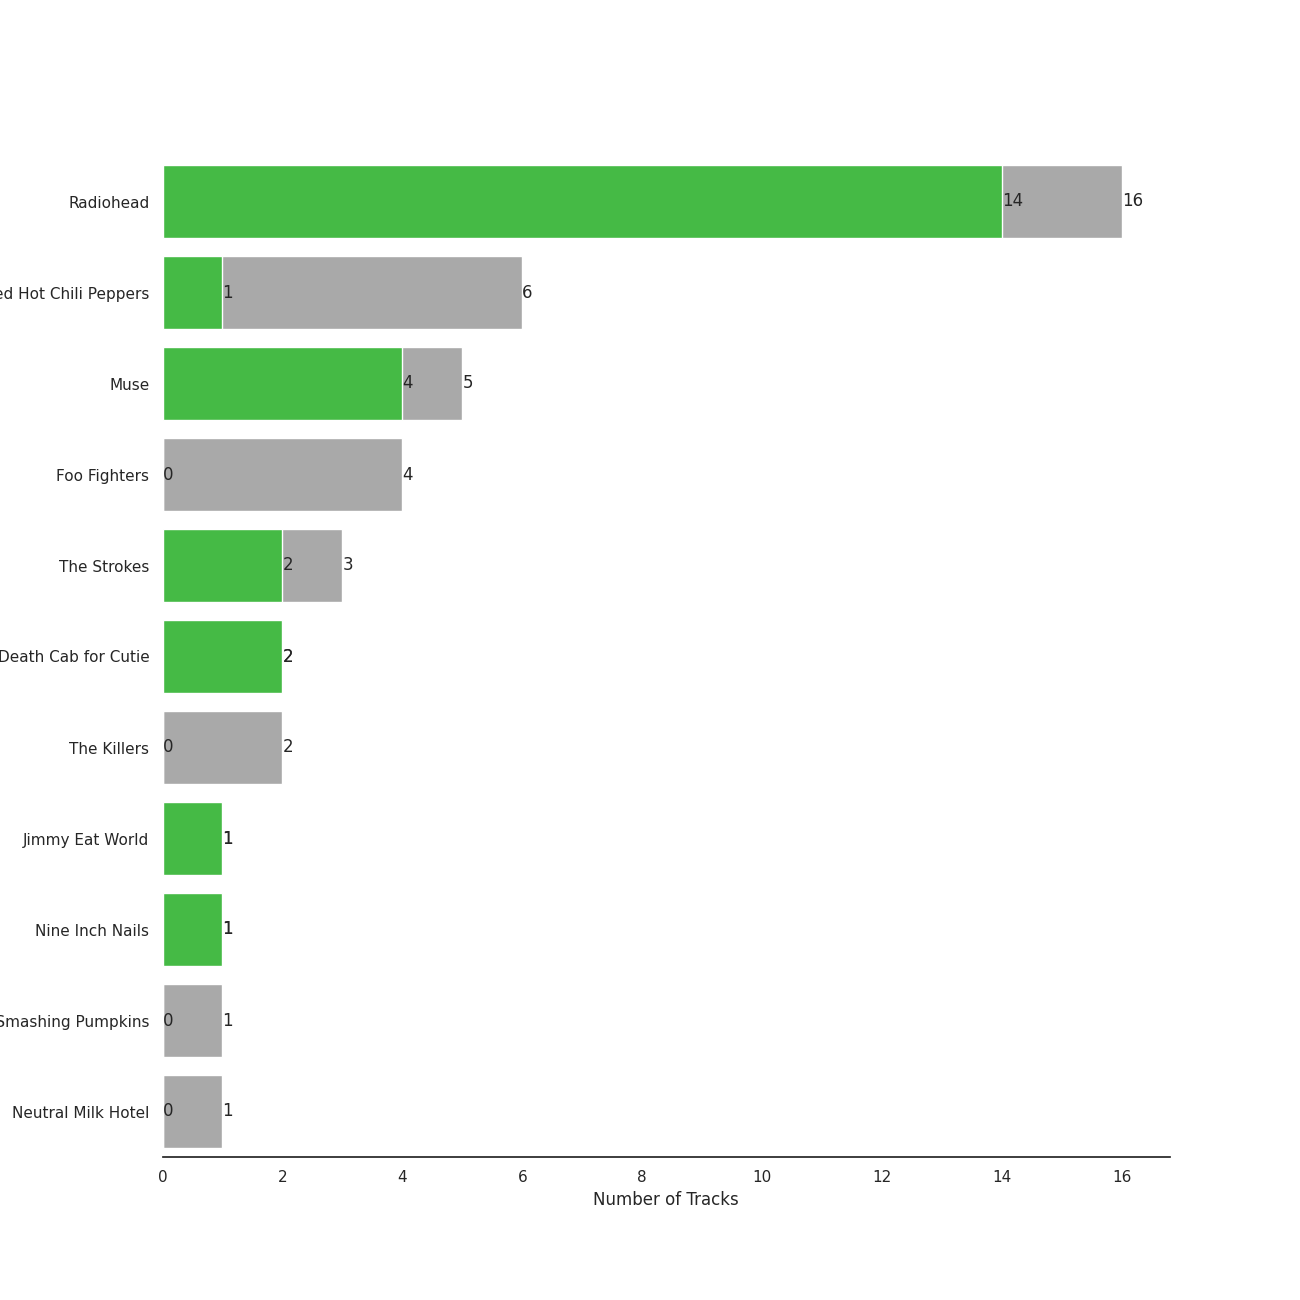 Radiohead 14 16
ed Hot Chili Peppers 1 6
Muse 4 5
Foo Fighters 0 4
The Strokes 2 3
Death Cab for Cutie 2
The Killers 0 2
Jimmy Eat World 1
Nine Inch Nails 1
Smashing Pumpkins 0 1
Neutral Milk Hotel 0 1
0 2 4 6 8 10 12 14 16
Number of Tracks